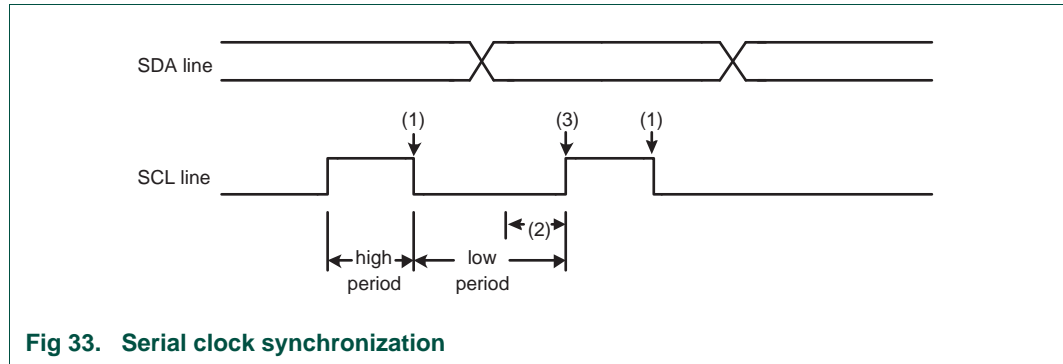 SDA line
(1) (3) (1)
SCL line
(2)
high low
period period
Fig 33. Serial clock synchronization